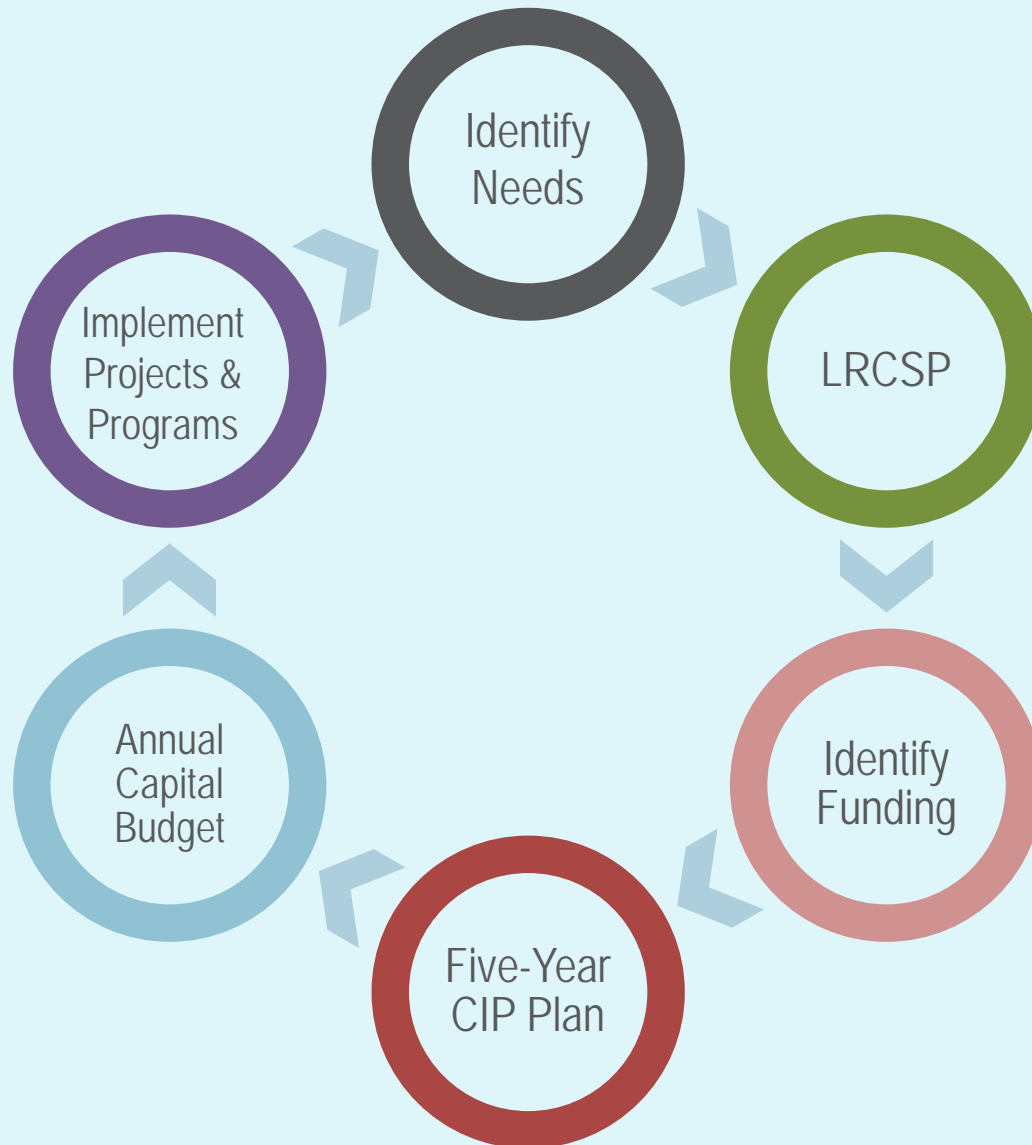 Identify
Needs
LRCSP
Identify
Funding
Five-Year
CIP Plan
Annual
Capital
Budget
Implement
Projects &
Programs